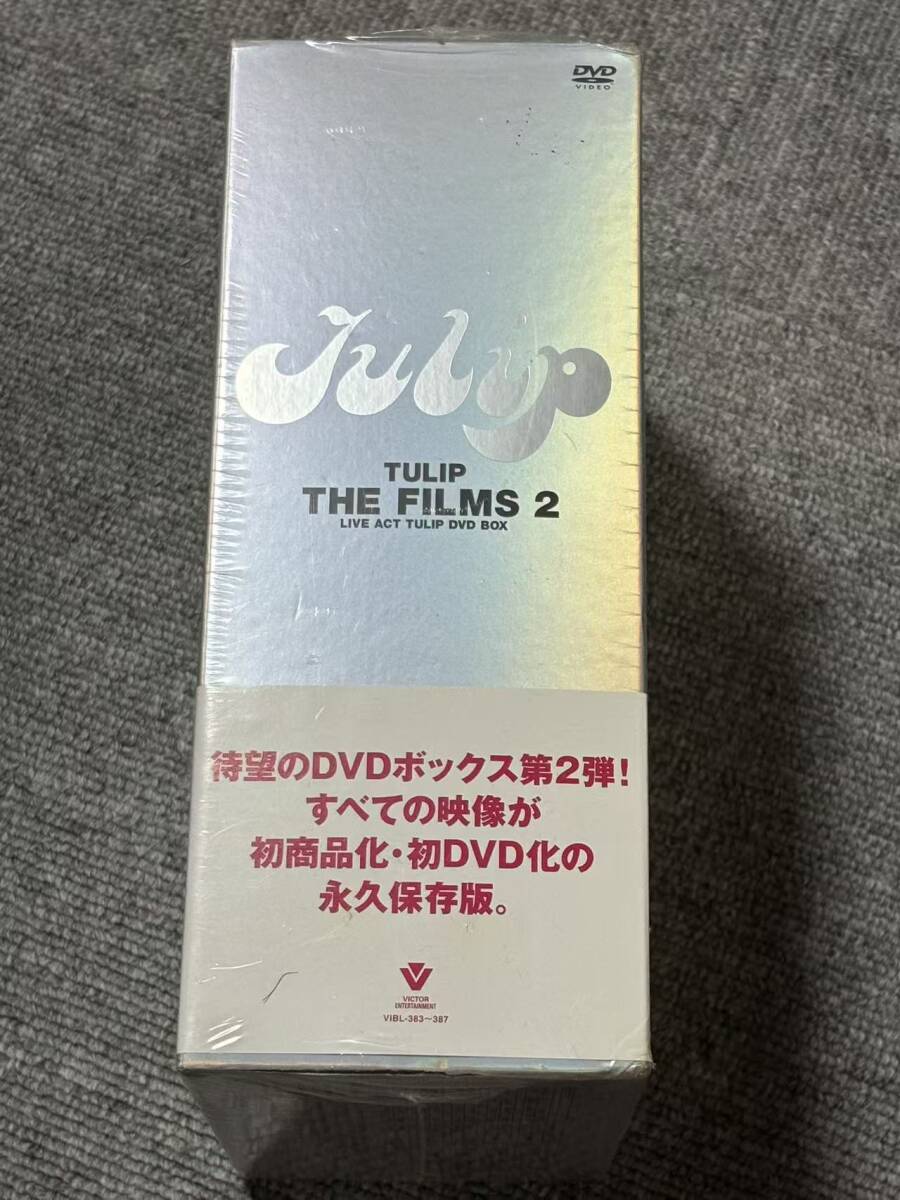 DVD
VIDEO
Tulip
TULIP
THE FILMS 2
LIVE ACT TULIP DVD BOX
待望のDVDボックス第2弾!
すべての映像が
初商品化・初DVD化の
永久保存版。
VICTOR
ENTERTAINMENT
VIBL-383〜387